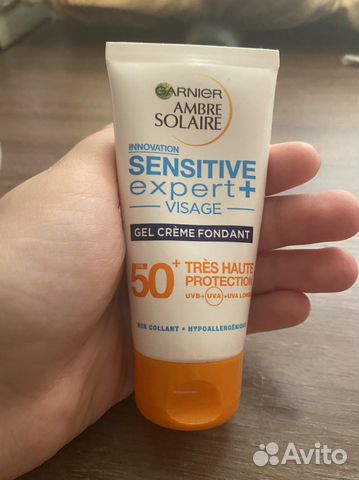 GARNIER
AMBRE
SOLAIRE
INNOVATION
SENSITIVE
expert+
VISAGE
GEL CRÈME FONDANT
50+ TRÈS HAUTE
PROTECTION
UVB+ UVA +UVA LONGS
NON COLLANT • HYPOALLERGÉNIQUE
Avito